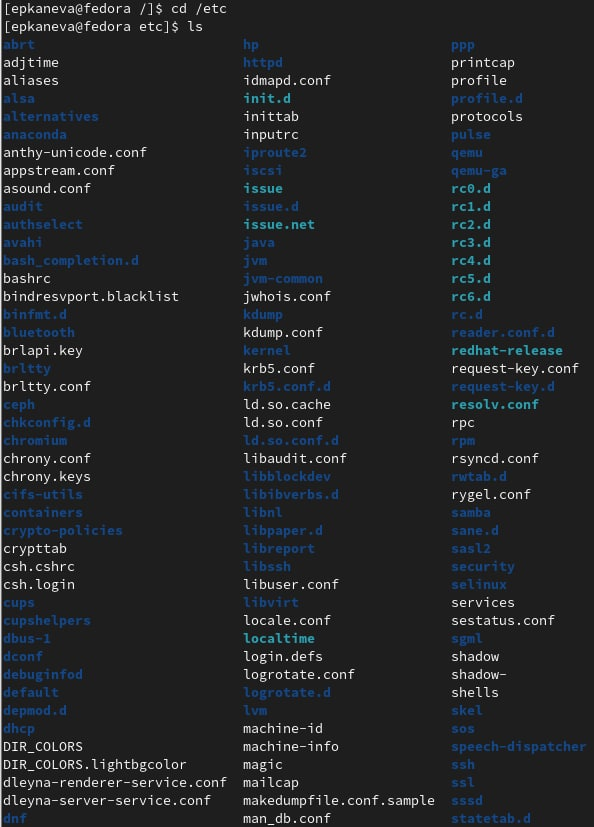 [epkaneva@fedora /]$ cd /etc
[epkaneva@fedora etc]$ ls
abrt hp ppp
adjtime httpd printcap
aliases idmapd.conf profile
alsa init.d profile.d
alternatives inittab protocols
anaconda inputrc pulse
anthy-unicode.conf iproute2 qemu
appstream.conf iscsi qemu-ga
asound.conf issue rc0.d
audit issue.d rc1.d
authselect issue.net rc2.d
avahi java rc3.d
bash_completion.d jvm rc4.d
bashrc jvm-common rc5.d
bindresvport.blacklist jwhois.conf rc6.d
binfmt.d kdump rc.d
bluetooth kdump.conf reader.conf.d
brlapi.key kernel redhat-release
brltty krb5.conf request-key.conf
brltty.conf krb5.conf.d request-key.d
ceph ld.so.cache resolv.conf
chkconfig.d ld.so.conf rpc
chromium ld.so.conf.d rpm
chrony.conf libaudit.conf rsyncd.conf
chrony.keys libblockdev rwtab.d
cifs-utils libibverbs.d rygel.conf
containers libnl samba
crypto-policies libpaper.d sane.d
crypttab libreport sasl2
csh.cshrc libssh security
csh.login libuser.conf selinux
cups libvirt services
cupshelpers locale.conf sestatus.conf
dbus-1 localtime sgml
dconf login.defs shadow
debuginfod logrotate.conf shadow-
default logrotate.d shells
depmod.d lvm skel
dhcp machine-id sos
DIR_COLORS machine-info speech-dispatcher
DIR_COLORS.lightbgcolor magic ssh
dleyna-renderer-service.conf mailcap ssl
dleyna-server-service.conf makedumpfile.conf.sample sssd
dnf man_db.conf statetab.d